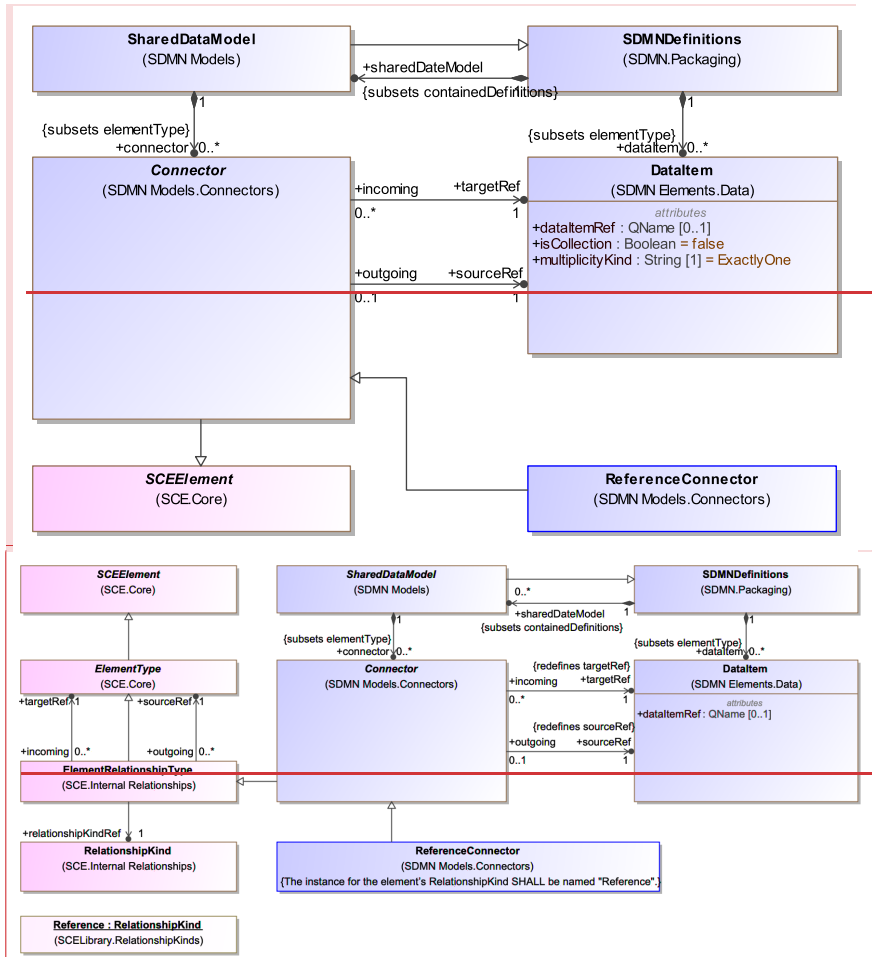 SharedDataModel
(SDMN Models)
SDMNDefinitions
(SDMN.Packaging)
+sharedDateModel
{subsets containedDefinitions}
1
1
1
{subsets elementType}
+connector
0..*
{subsets elementType}
+dataItem
0..*
Connector
(SDMN Models.Connectors)
DataItem
(SDMN Elements.Data)
attributes
+dataItemRef : QName [0..1]
+isCollection : Boolean = false
+multiplicityKind : String [1] = ExactlyOne
+incoming
+targetRef
0..*
1
+outgoing
+sourceRef
0..1
1
SCEElement
(SCE.Core)
ReferenceConnector
(SDMN Models.Connectors)
SCEElement
(SCE.Core)
SharedDataModel
(SDMN Models)
SDMNDefinitions
(SDMN.Packaging)
0..*
1
+sharedDateModel
{subsets containedDefinitions}
1
1
{subsets elementType}
+connector
0..*
{subsets elementType}
+dataItem
0..*
ElementType
(SCE.Core)
Connector
(SDMN Models.Connectors)
DataItem
(SDMN Elements.Data)
attributes
+dataItemRef : QName [0..1]
{redefines targetRef}
+incoming
+targetRef
0..*
1
{redefines sourceRef}
+outgoing
+sourceRef
0..1
1
+targetRef
1
+sourceRef
1
+incoming
0..*
+outgoing
0..*
ElementRelationshipType
(SCE.Internal Relationships)
+relationshipKindRef
1
RelationshipKind
(SCE.Internal Relationships)
ReferenceConnector
(SDMN Models.Connectors)
{The instance for the element's RelationshipKind SHALL be named "Reference".}
Reference : RelationshipKind
(SCELibrary.RelationshipKinds)